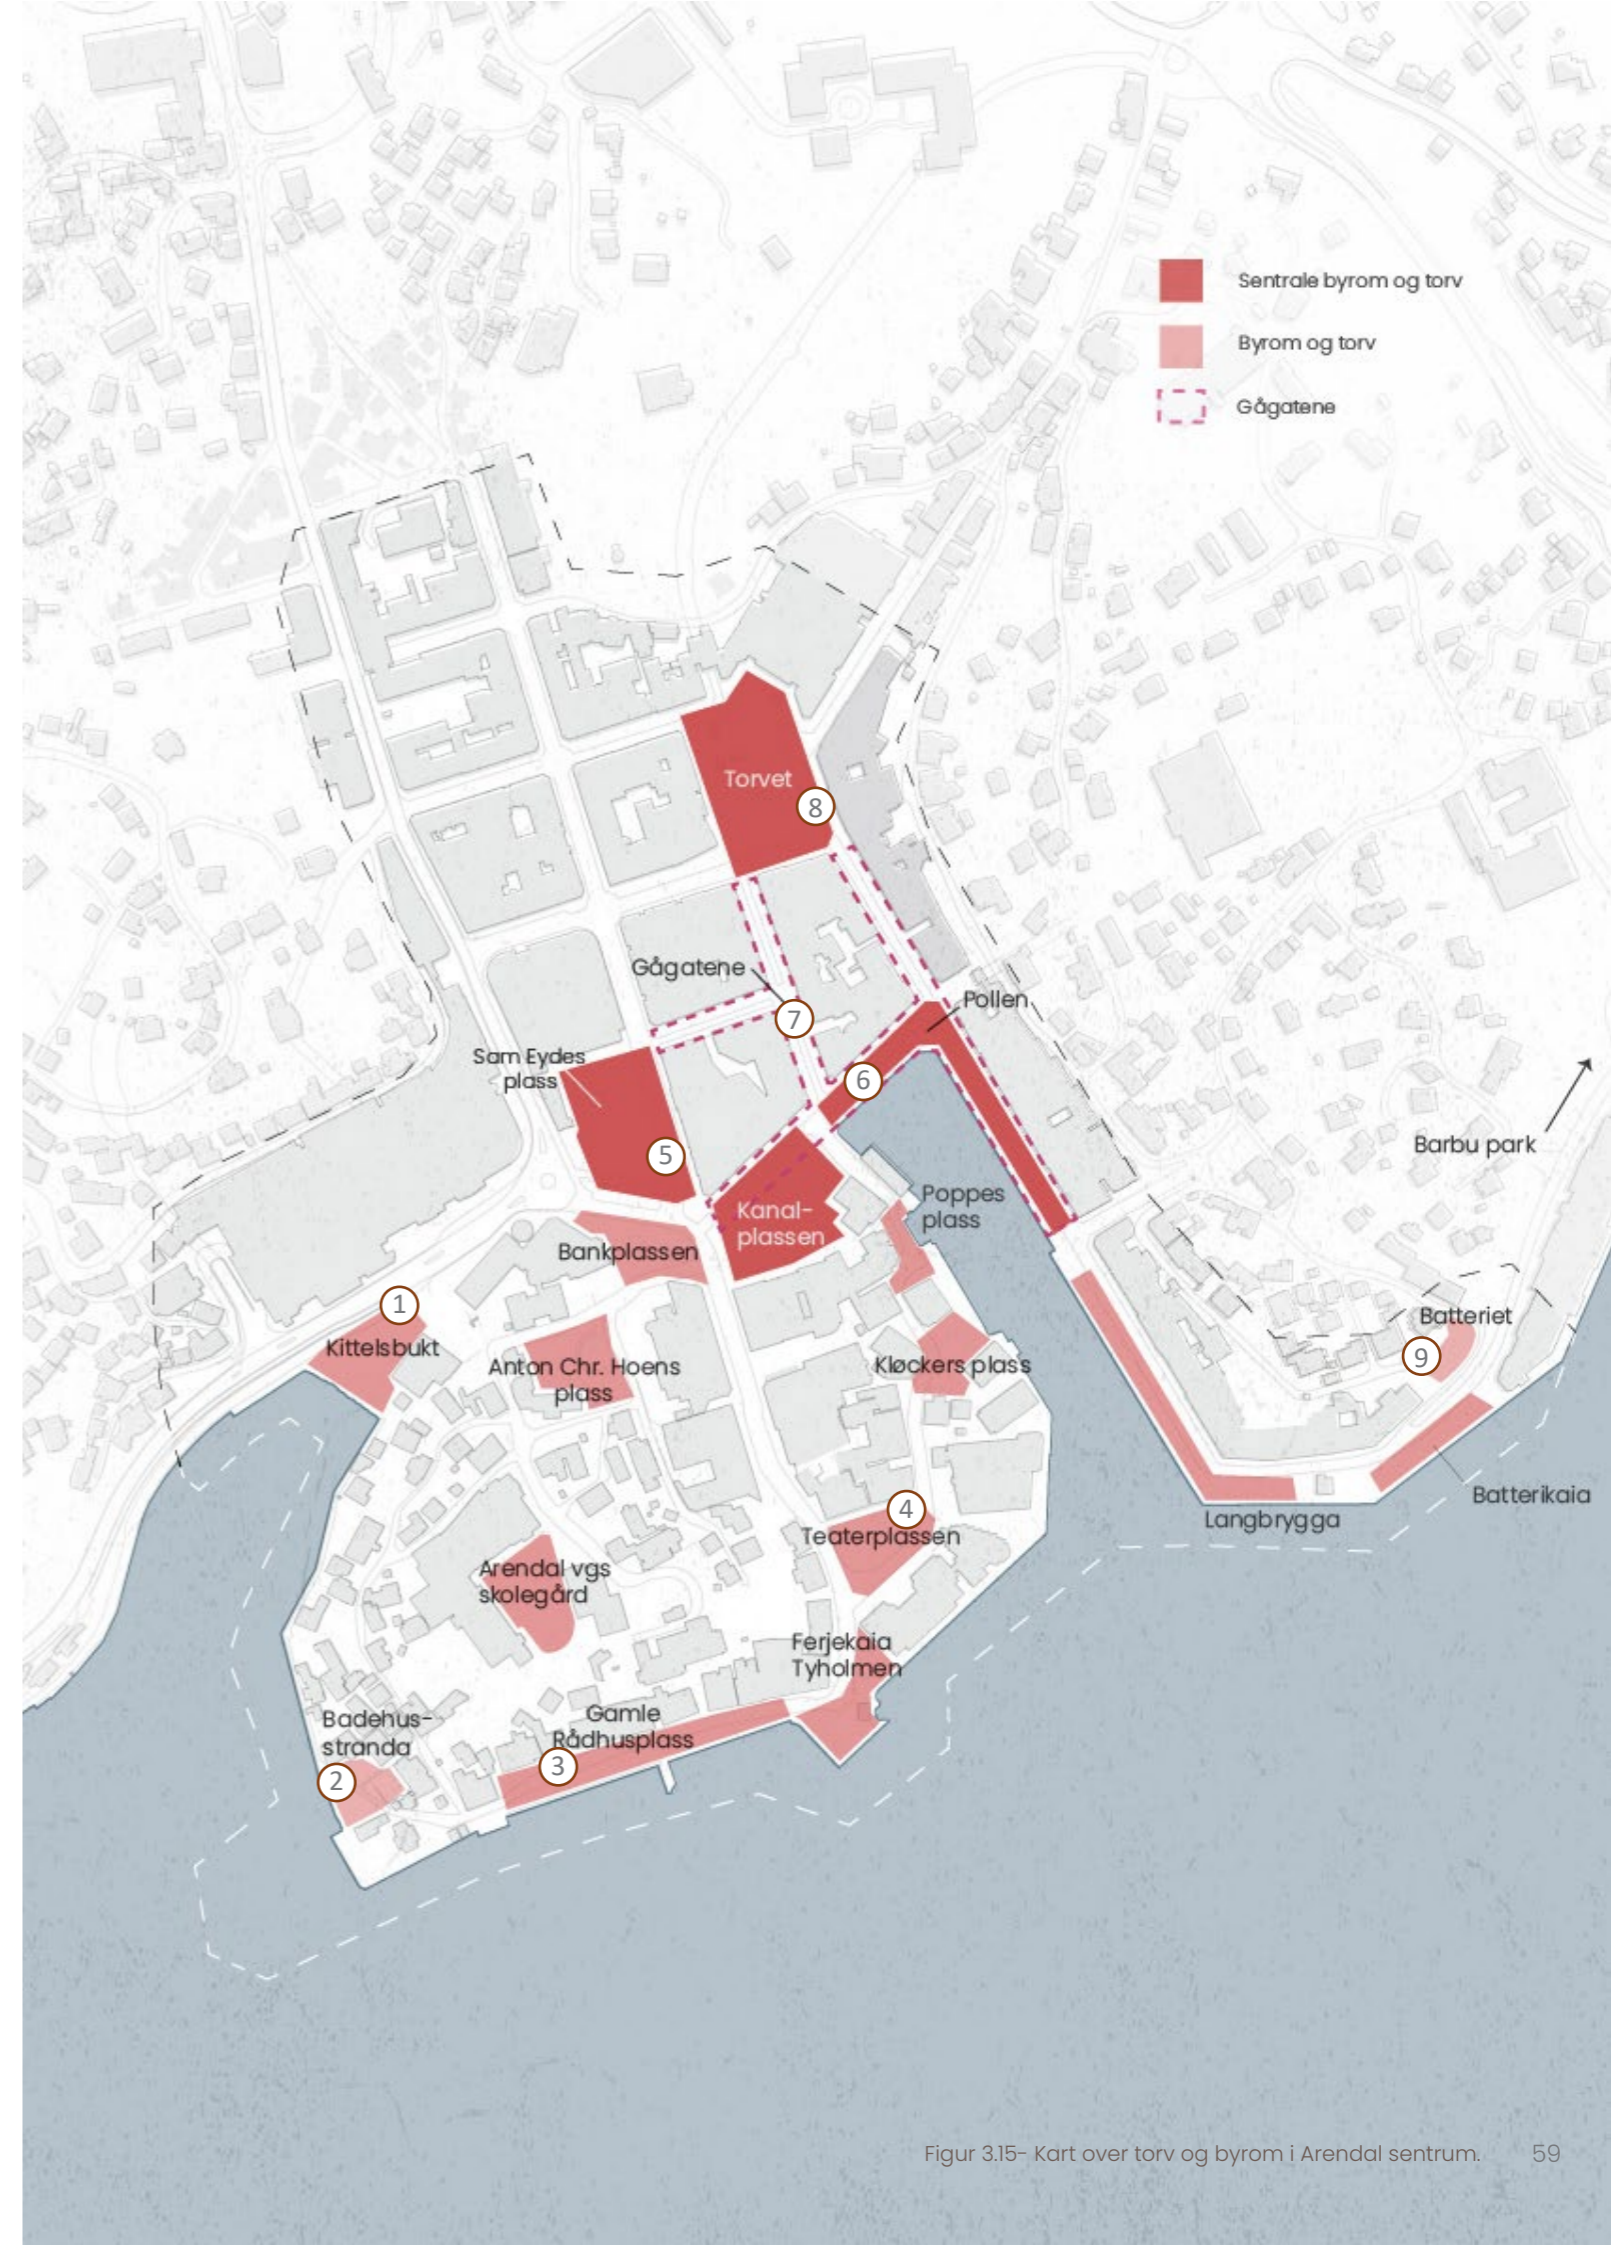 Sentrale byrom og torv
Byrom og torv
Gågatene
Torvet
8
Gågatene
7
Pollen
Sam Eydes
plass
6
5
Barbu park
Poppes
plass
Kanal-
plassen
Bankplassen
1
Kittelsbukt
Batteriet
9
Anton Chr. Hoens
plass
Kløckers plass
4
Teaterplassen
Batterikaia
Langbrygga
Arendal vgs
skolegård
Ferjekaia
Tyholmen
Badehus-
stranda
2
Gamle
Rådhusplass
3
Figur 3.15- Kart over torv og byrom i Arendal sentrum.
59